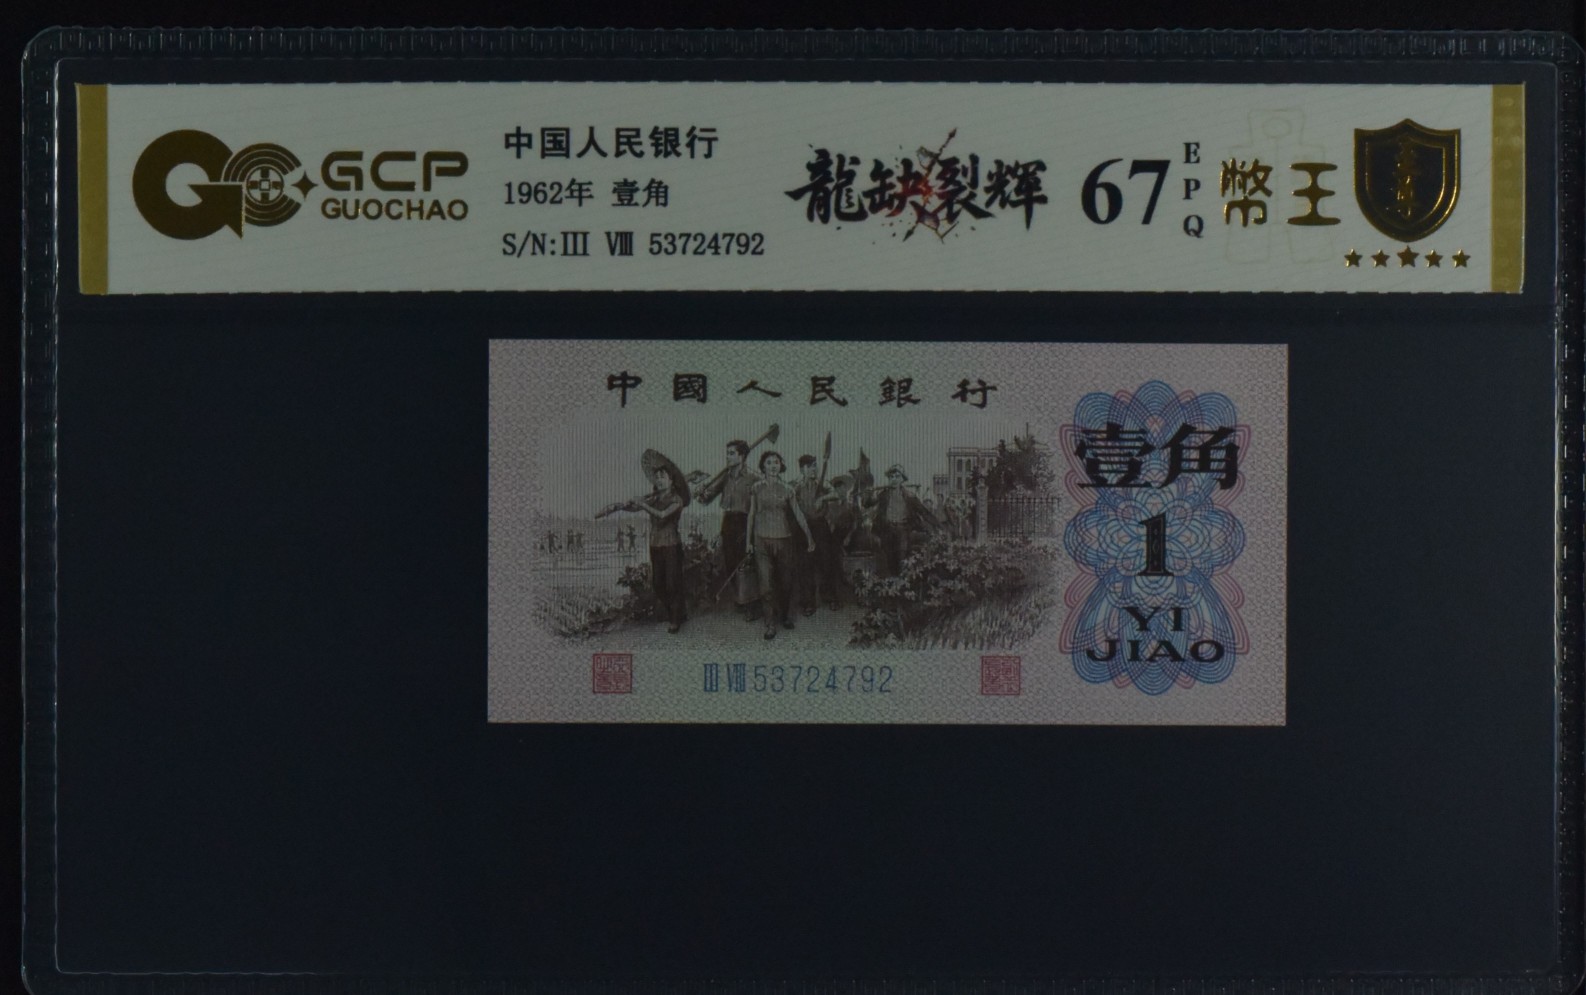 GCP
GUOCHAO
中国人民银行
1962年 壹角
S/N:Ⅲ Ⅷ 53724792
龍缺裂輝
67
EPQ
幣王
中國人民銀行
壹角
1
YI
JIAO
Ⅲ Ⅷ 53724792